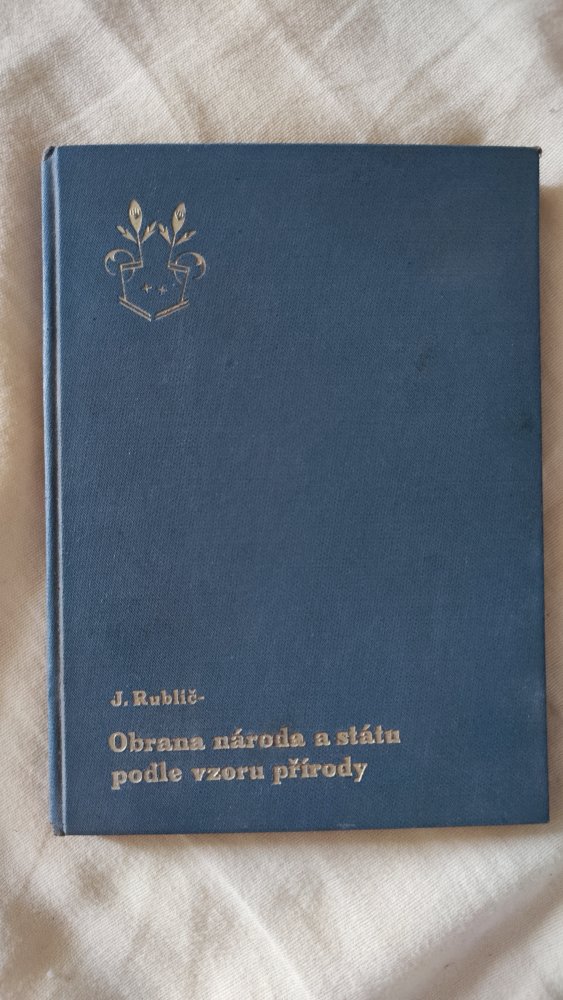 J. Rublič-
Obrana národa a státu
podle vzoru přírody